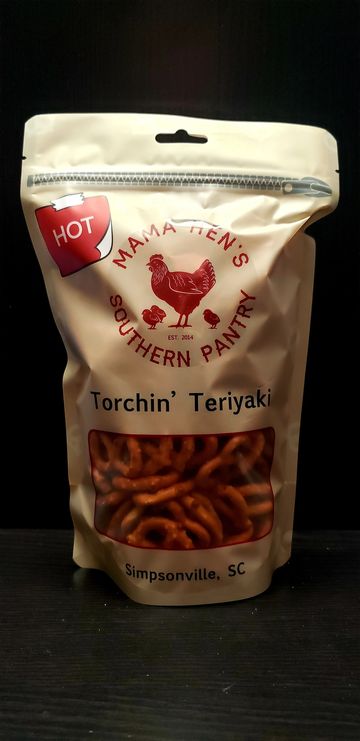 HOT
MAMA HEN'S
EST. 2014
SOUTHERN PANTRY
Torchin' Teriyaki
Simpsonville, SC